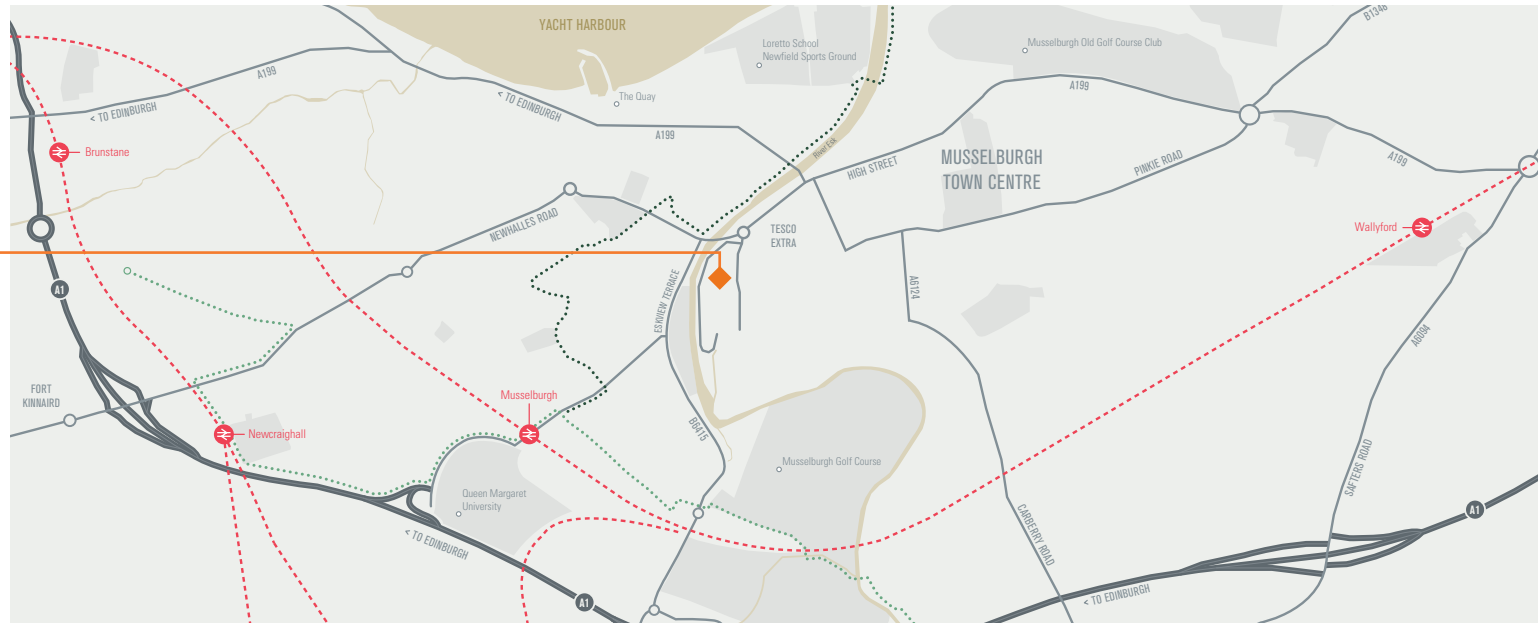 YACHT HARBOUR
Loretto School
Newfield Sports Ground
Musselburgh Old Golf Course Club
B1348
A199
A199
< TO EDINBURGH
< TO EDINBURGH
The Quay
A199
A199
River Esk
HIGH STREET
MUSSELBURGH
TOWN CENTRE
PINKIE ROAD
Brunstane
NEWHALLES ROAD
TESCO
EXTRA
Wallyford
A1
ESKVIEW TERRACE
A6124
A6094
FORT
KINNAIRD
Musselburgh
Newcraighall
B6415
Musselburgh Golf Course
SALTERS ROAD
Queen Margaret
University
A1
< TO EDINBURGH
CARBERRY ROAD
< TO EDINBURGH
A1